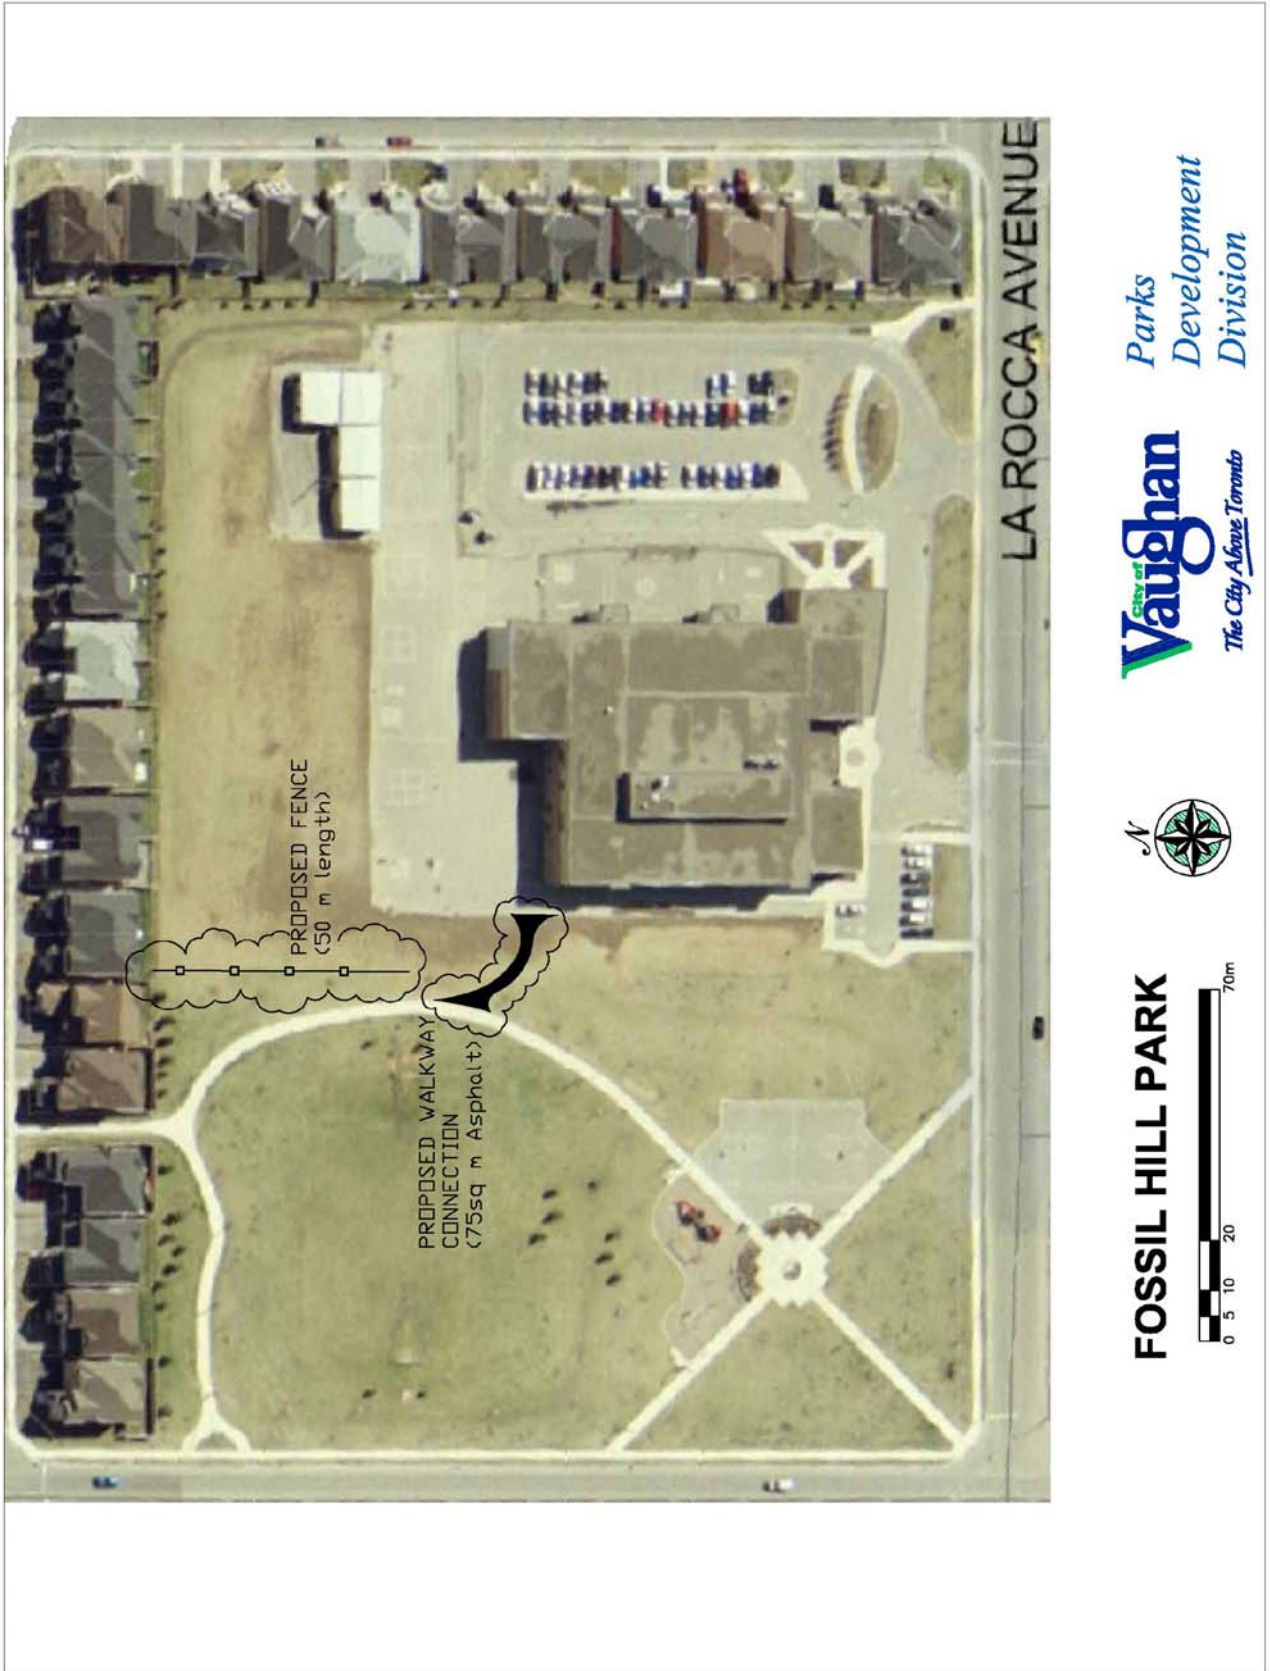 PROPOSED FENCE
(50 m length)
PROPOSED WALKWAY
CONNECTION
(75sq m Asphalt)
LA ROCCA AVENUE
FOSSIL HILL PARK
0 5 10 20 70m
N
City of
Vaughan
The City Above Toronto
Parks
Development
Division